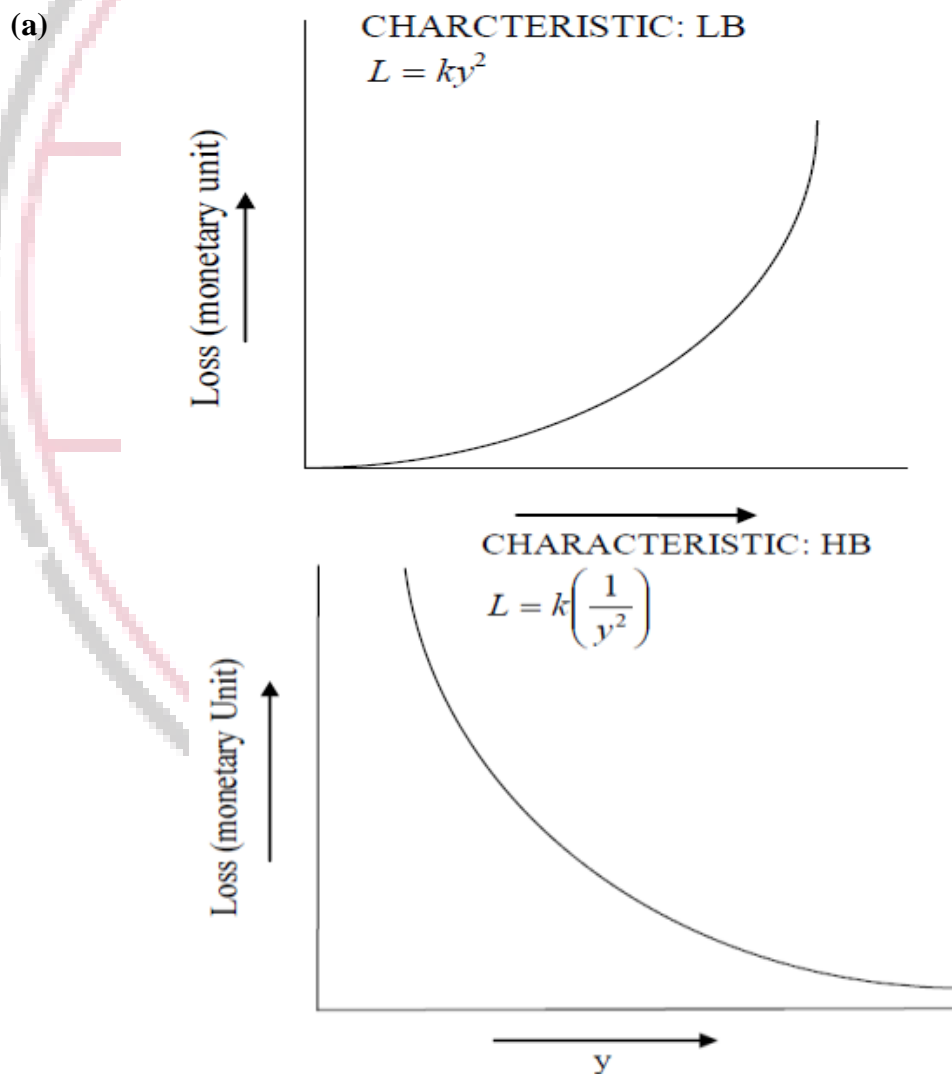 (a)
CHARCTERISTIC: LB
L = ky²
Loss (monetary unit)
CHARACTERISTIC: HB
L = k(1/y²)
Loss (monetary Unit)
y